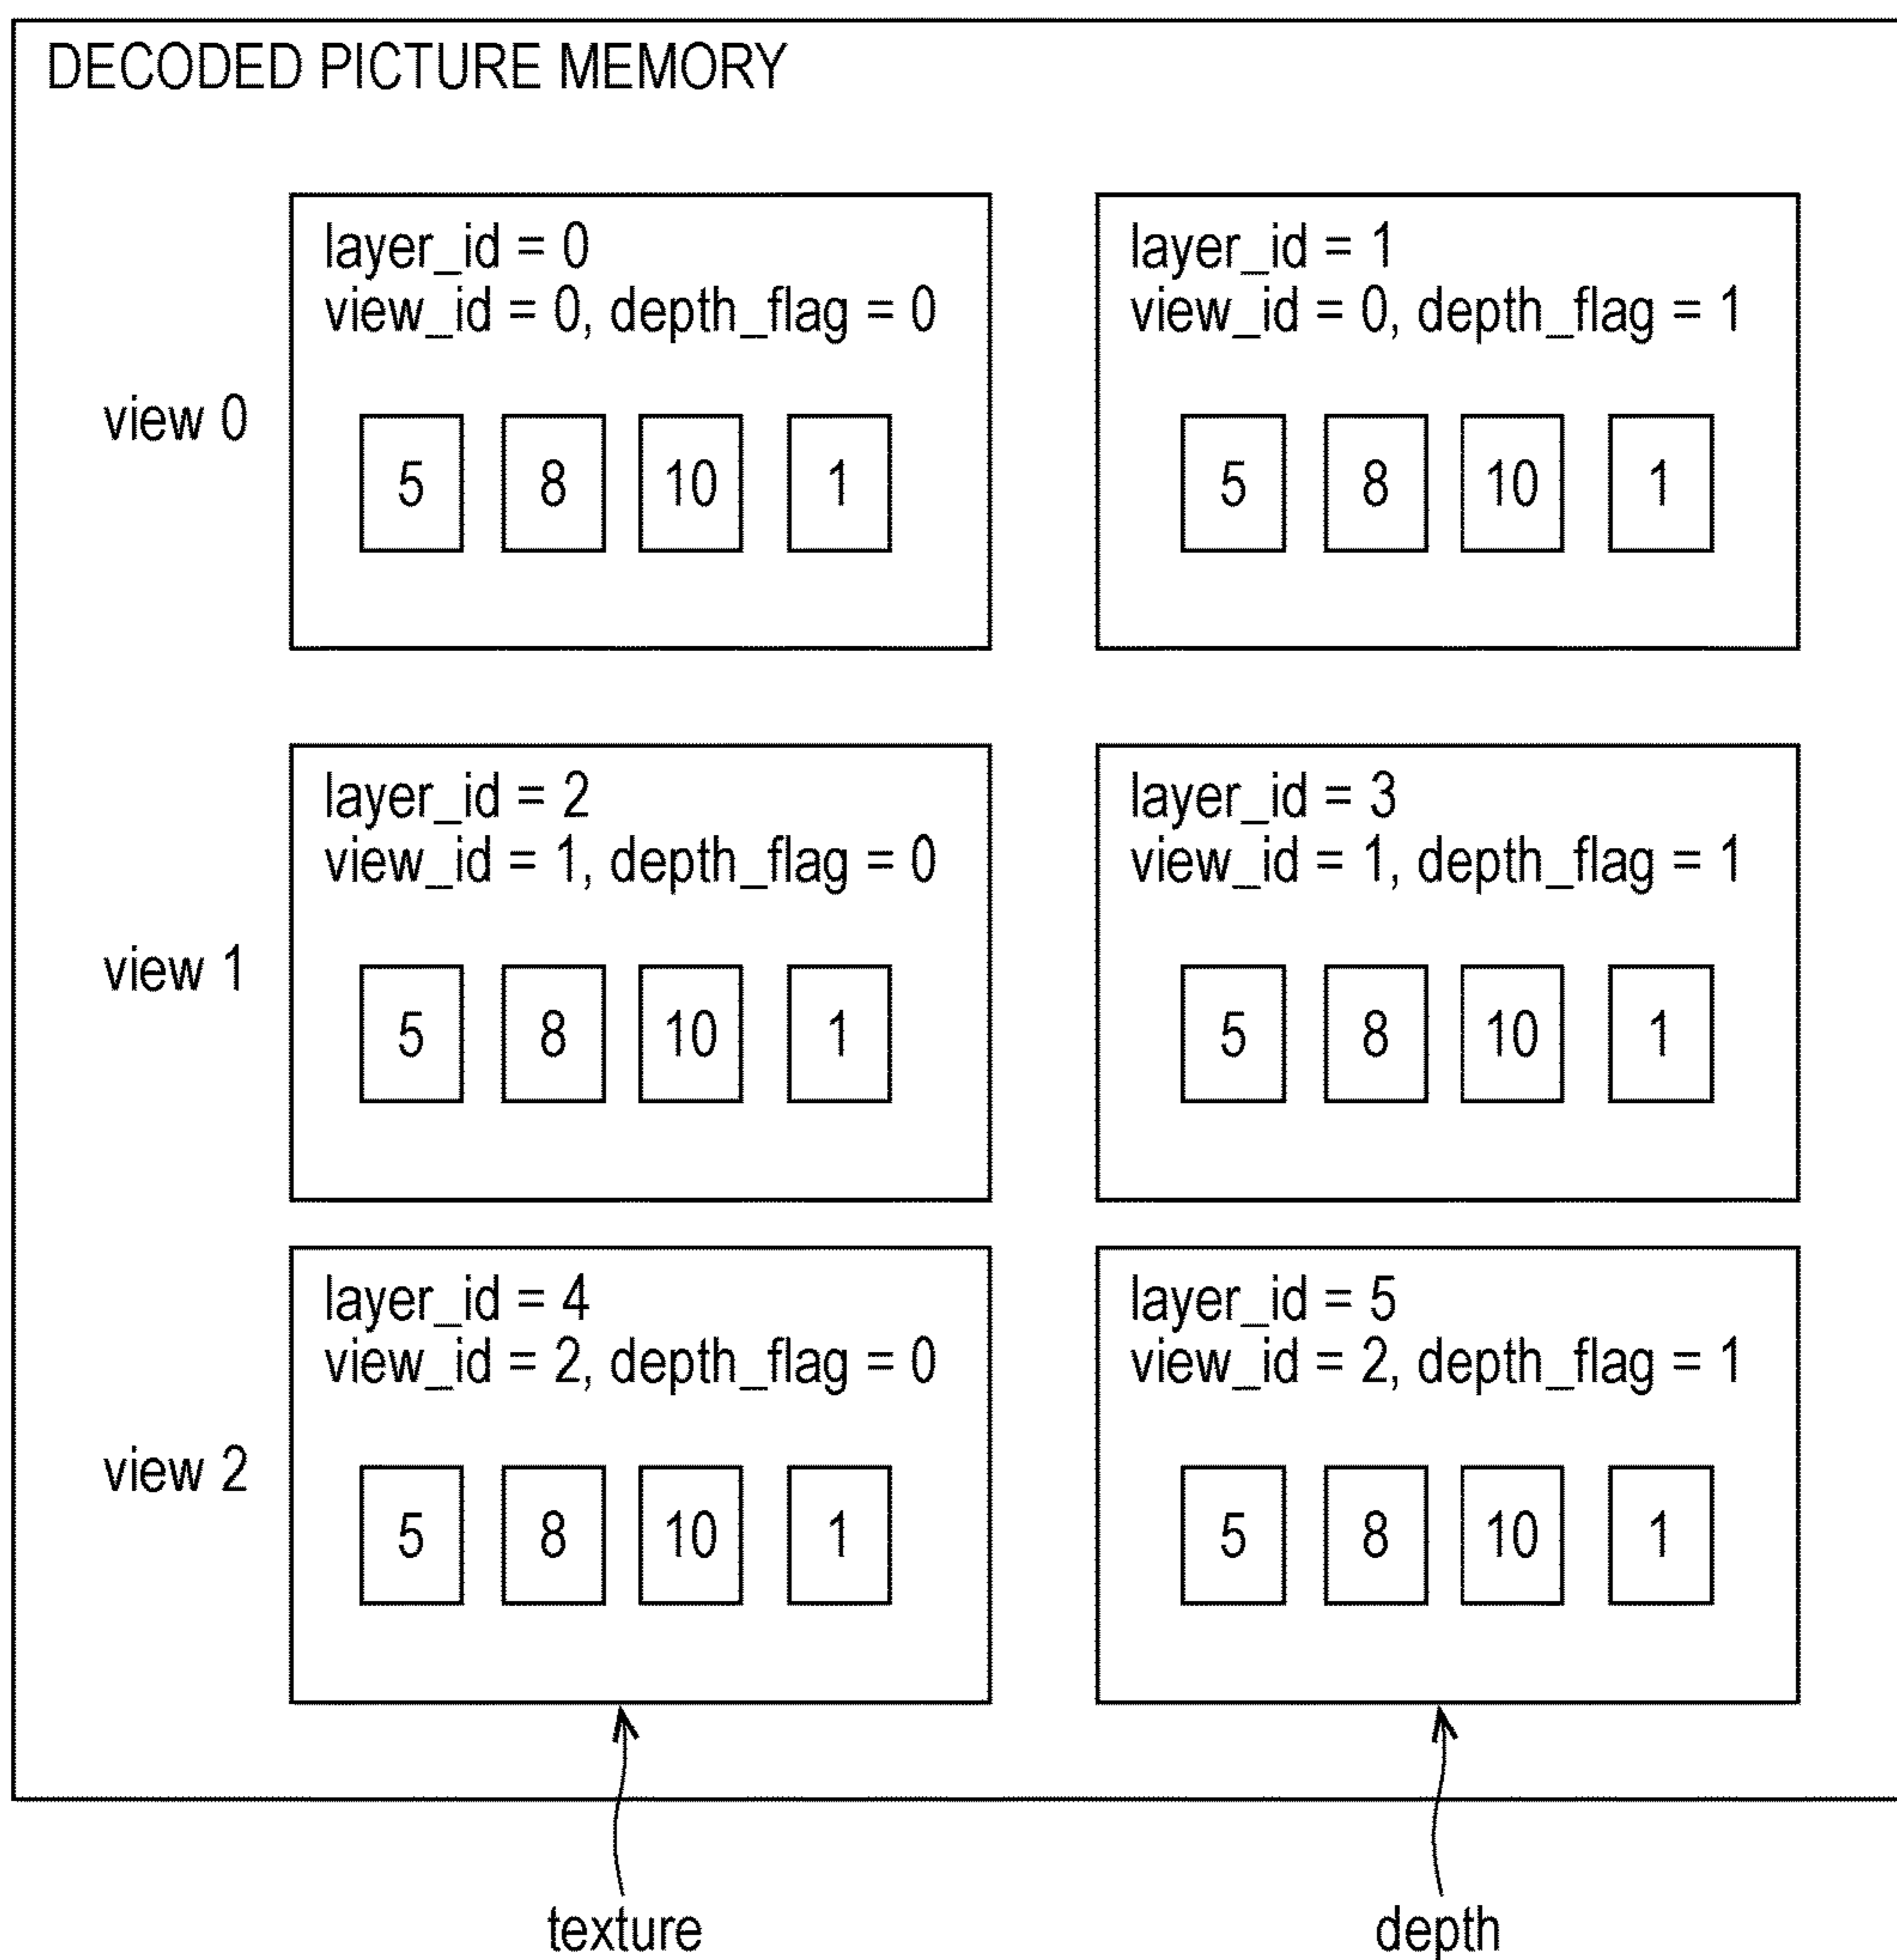 DECODED PICTURE MEMORY
layer_id = 0
view_id = 0, depth_flag = 0
layer_id = 1
view_id = 0, depth_flag = 1
view 0
5 8 10 1
5 8 10 1
layer_id = 2
view_id = 1, depth_flag = 0
layer_id = 3
view_id = 1, depth_flag = 1
view 1
5 8 10 1
5 8 10 1
layer_id = 4
view_id = 2, depth_flag = 0
layer_id = 5
view_id = 2, depth_flag = 1
view 2
5 8 10 1
5 8 10 1
texture
depth